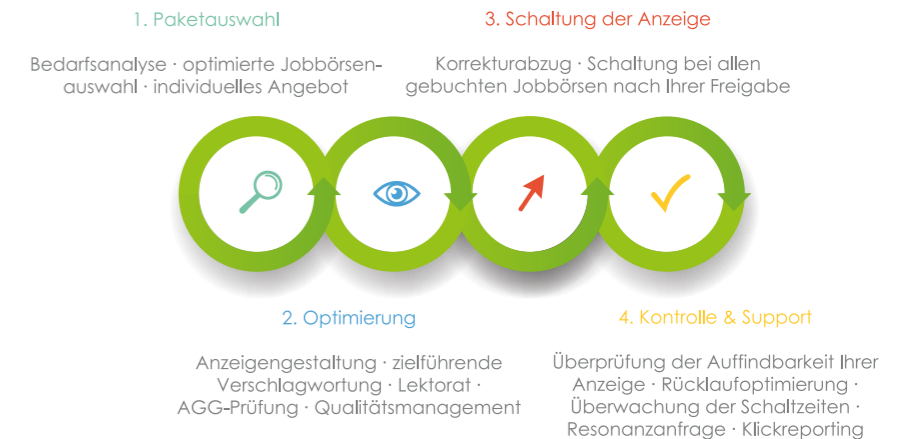 1. Paketauswahl
Bedarfsanalyse · optimierte Jobbörsen-
auswahl · individuelles Angebot
2. Optimierung
Anzeigengestaltung · zielführende
Verschlagwortung · Lektorat ·
AGG-Prüfung · Qualitätsmanagement
3. Schaltung der Anzeige
Korrekturabzug · Schaltung bei allen
gebuchten Jobbörsen nach Ihrer Freigabe
4. Kontrolle & Support
Überprüfung der Auffindbarkeit Ihrer
Anzeige · Rücklaufoptimierung ·
Überwachung der Schaltzeiten ·
Resonanzanfrage · Klickreporting